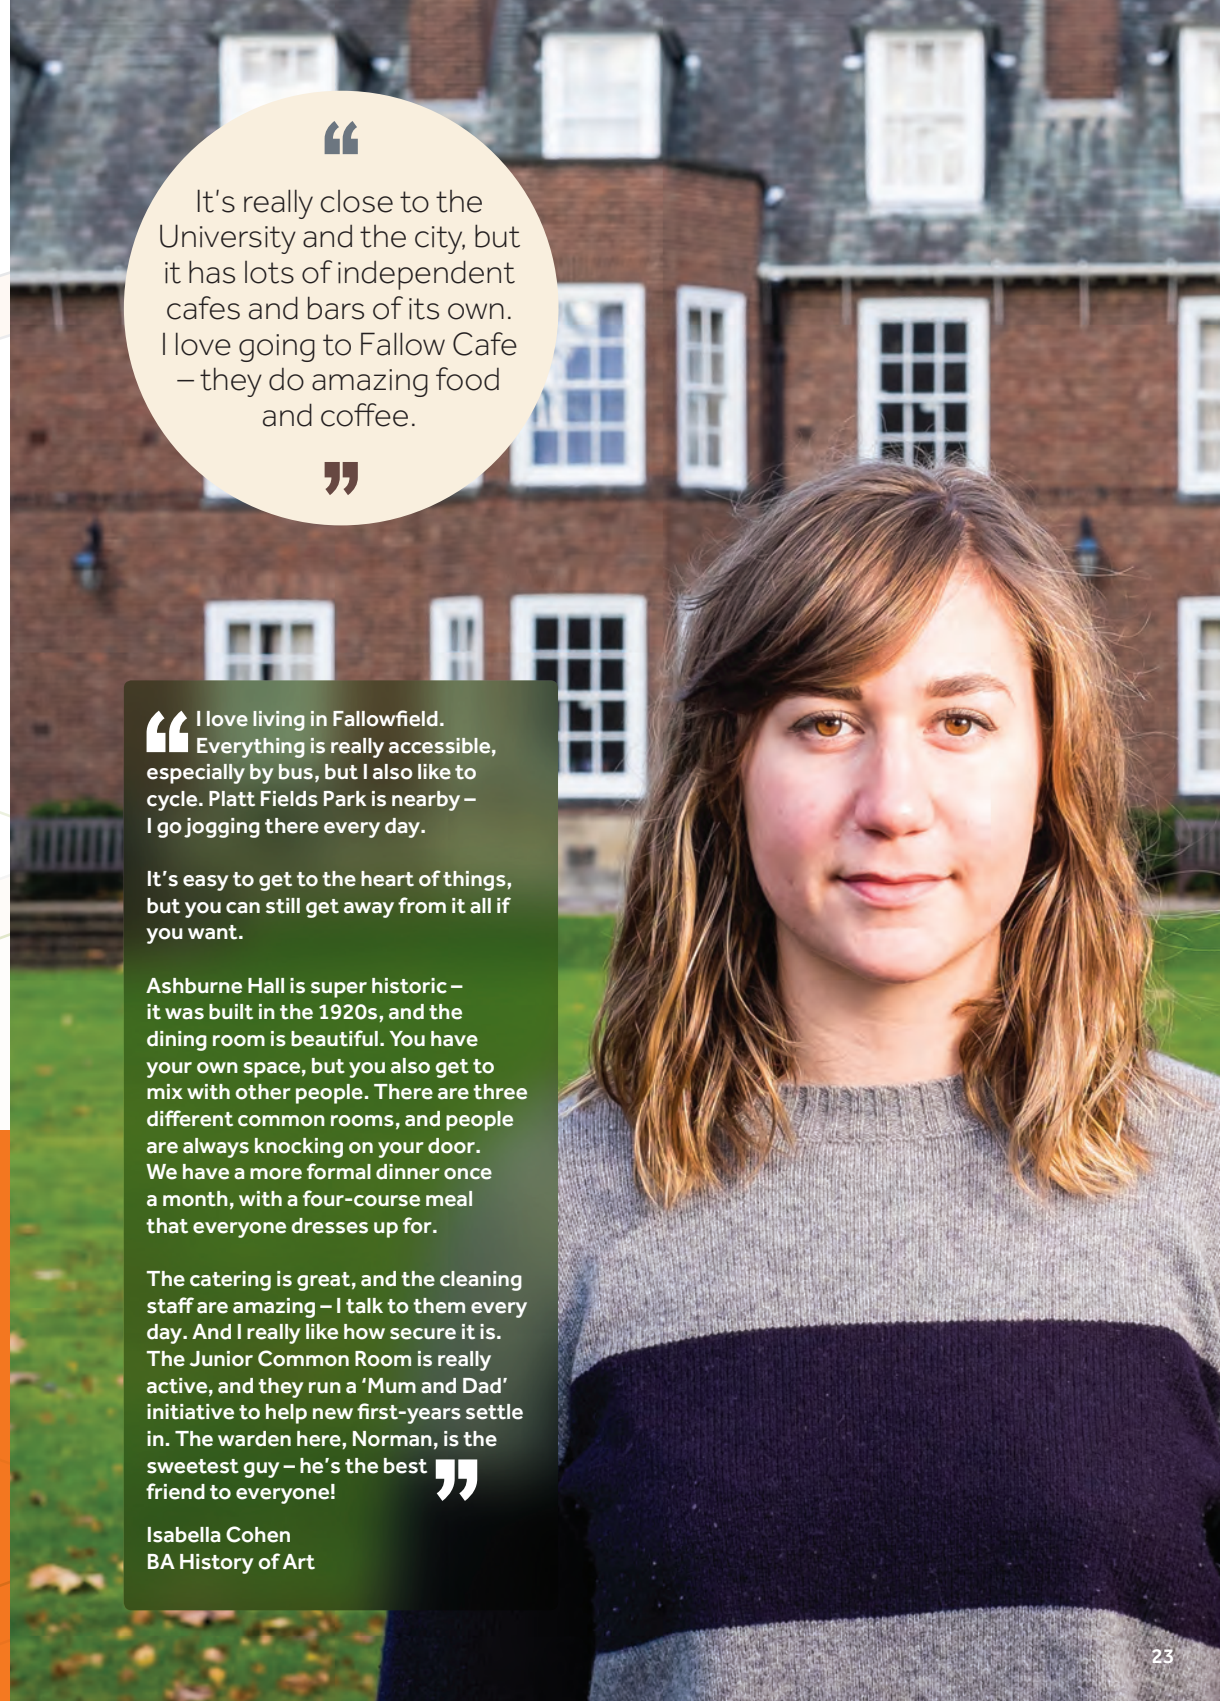 “
It's really close to the
University and the city, but
it has lots of independent
cafes and bars of its own.
I love going to Fallow Cafe
– they do amazing food
and coffee.
”
“ I love living in Fallowfield.
Everything is really accessible,
especially by bus, but I also like to
cycle. Platt Fields Park is nearby –
I go jogging there every day.
It's easy to get to the heart of things,
but you can still get away from it all if
you want.
Ashburne Hall is super historic –
it was built in the 1920s, and the
dining room is beautiful. You have
your own space, but you also get to
mix with other people. There are three
different common rooms, and people
are always knocking on your door.
We have a more formal dinner once
a month, with a four-course meal
that everyone dresses up for.
The catering is great, and the cleaning
staff are amazing – I talk to them every
day. And I really like how secure it is.
The Junior Common Room is really
active, and they run a ‘Mum and Dad’
initiative to help new first-years settle
in. The warden here, Norman, is the
sweetest guy – he's the best
friend to everyone! ”
Isabella Cohen
BA History of Art
23